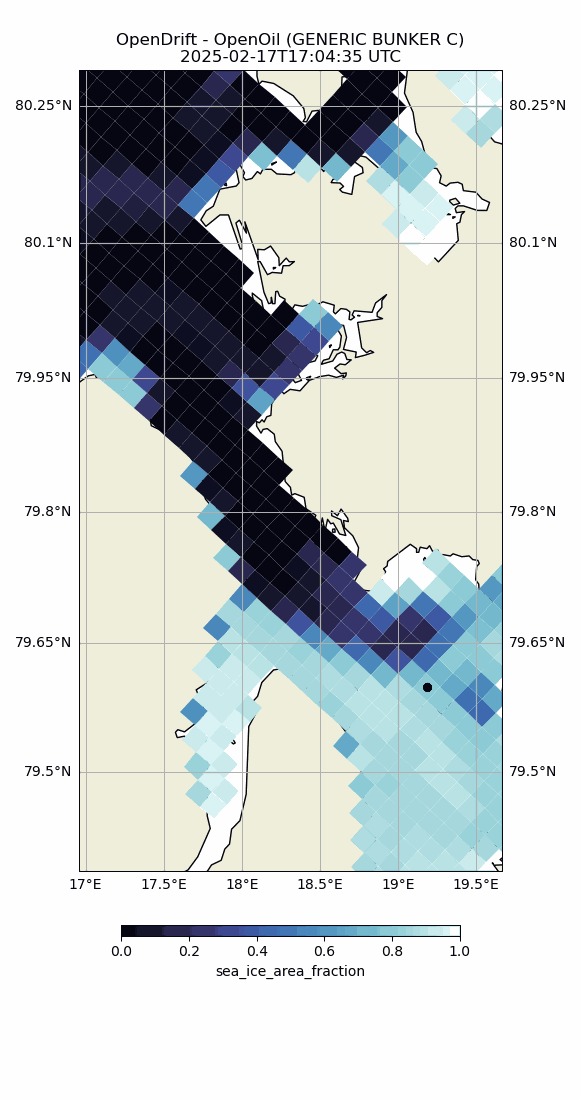 OpenDrift - OpenOil (GENERIC BUNKER C)
2025-02-17T17:04:35 UTC
80.25°N 80.25°N
80.1°N 80.1°N
79.95°N 79.95°N
79.8°N 79.8°N
79.65°N 79.65°N
79.5°N 79.5°N
17°E 17.5°E 18°E 18.5°E 19°E 19.5°E
0.0 0.2 0.4 0.6 0.8 1.0
sea_ice_area_fraction